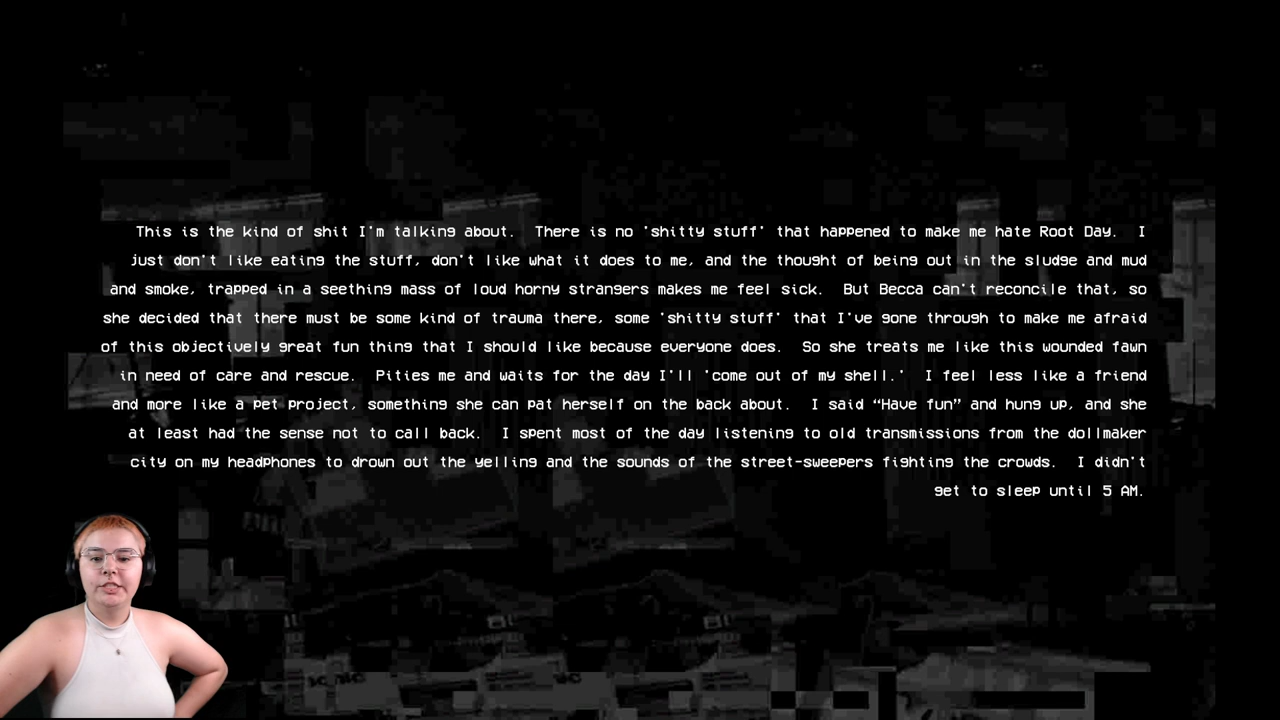 This is the kind of shit I'm talking about.  There is no 'shitty stuff' that happened to make me hate Root Day.  I
just don't like eating the stuff, don't like what it does to me, and the thought of being out in the sludge and mud
and smoke, trapped in a seething mass of loud horny strangers makes me feel sick.  But Becca can't reconcile that, so
she decided that there must be some kind of trauma there, some 'shitty stuff' that I've gone through to make me afraid
of this objectively great fun thing that I should like because everyone does.  So she treats me like this wounded fawn
in need of care and rescue.  Pities me and waits for the day I'll 'come out of my shell.'  I feel less like a friend
and more like a pet project, something she can pat herself on the back about.  I said “Have fun” and hung up, and she
at least had the sense not to call back.  I spent most of the day listening to old transmissions from the dollmaker
city on my headphones to drown out the yelling and the sounds of the street-sweepers fighting the crowds.  I didn't
get to sleep until 5 AM.